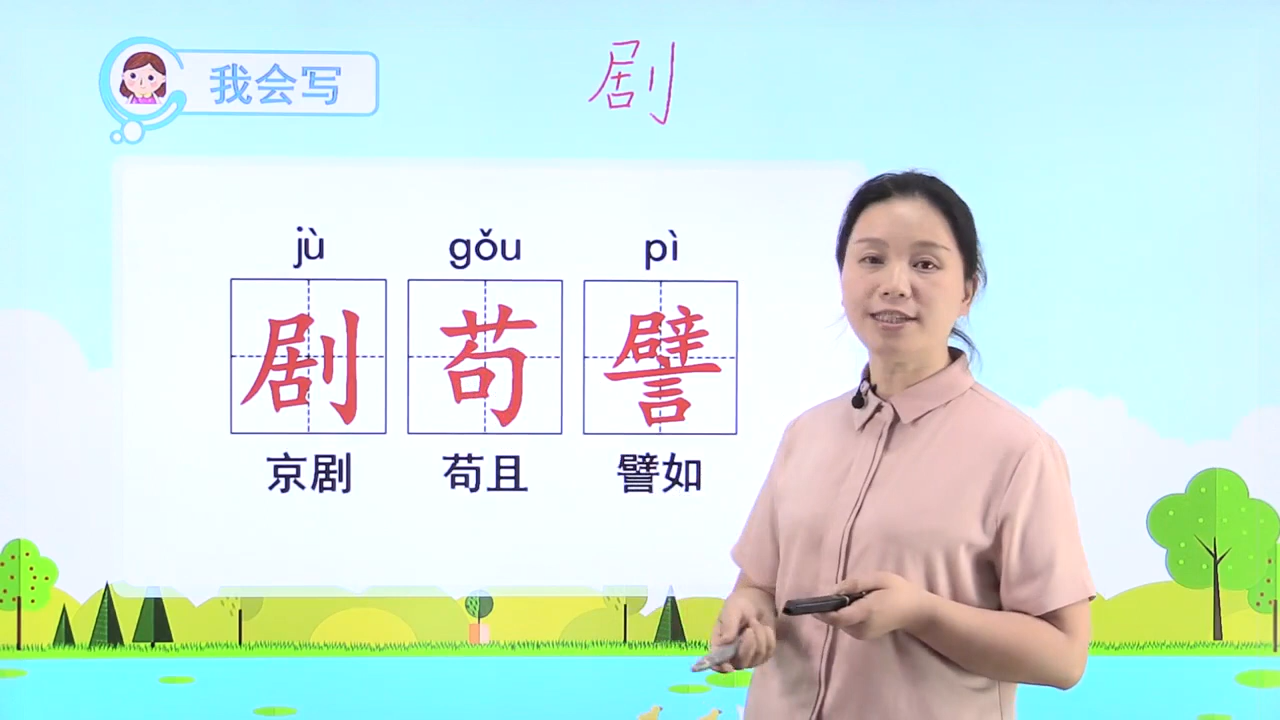 我会写
剧
jù gǒu pì
剧 苟 譬
京剧 苟且 譬如